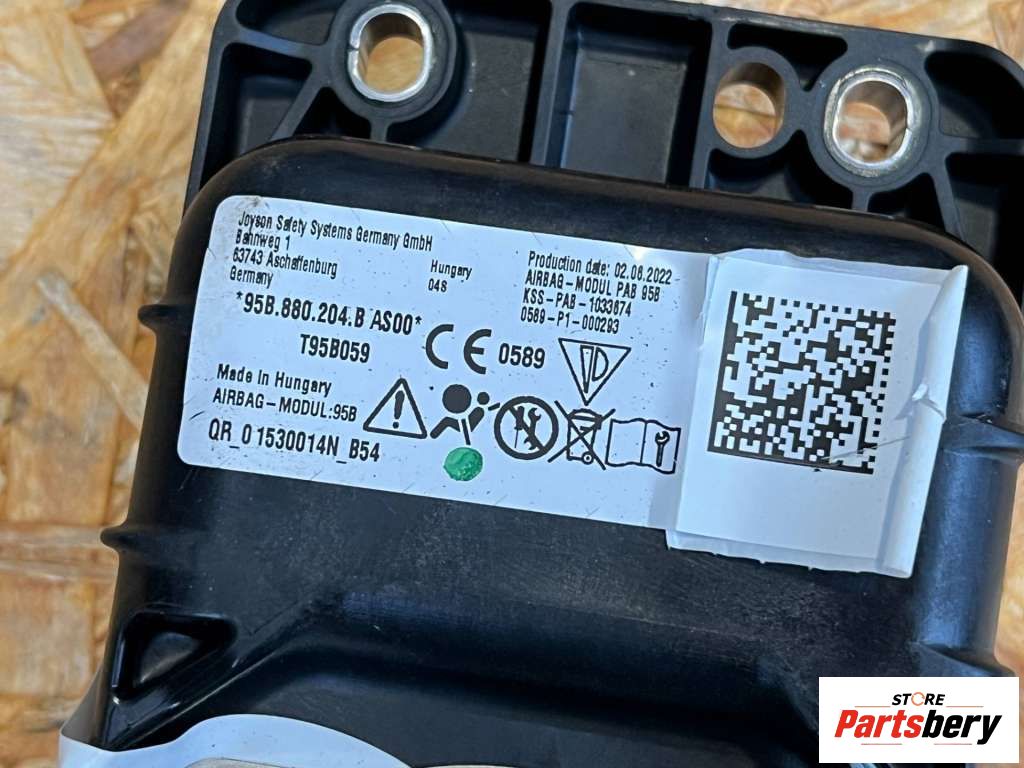 Joyson Safety Systems Germany GmbH
Bahnweg 1
63743 Aschaffenburg
Germany
Hungary
04S
Production date: 02.06.2022
AIRBAG-MODUL PAB 95B
KSS-PAB-1033674
0589-P1-000293
*95B.880.204.B AS00*
T95B059
CE 0589
Made in Hungary
AIRBAG-MODUL:95B
QR_01530014N_B54
STORE
Partsbery